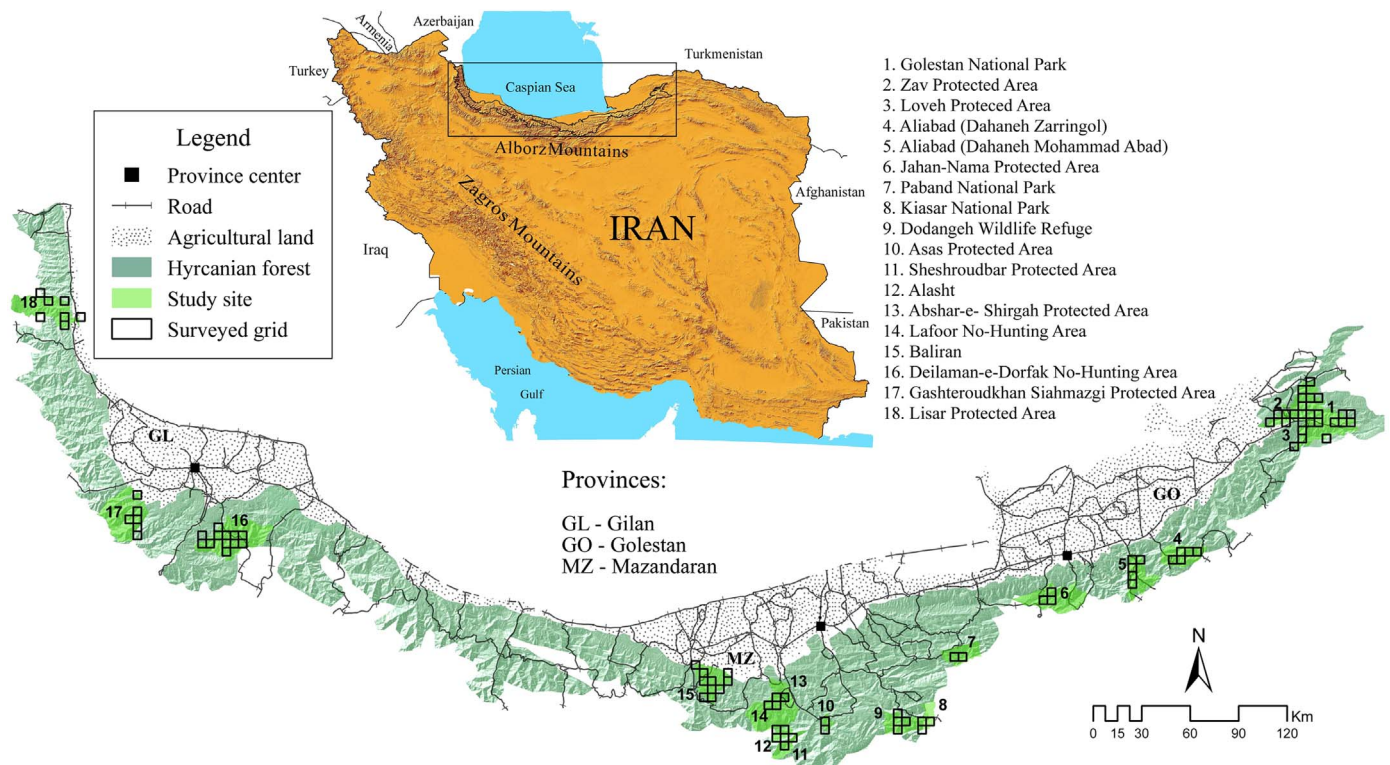 Armenia
Azerbaijan
Turkey
Turkmenistan
Caspian Sea
Alborz Mountains
Zagros Mountains
IRAN
Afghanistan
Iraq
Pakistan
Persian
Gulf
Legend
Province center
Road
Agricultural land
Hyrcanian forest
Study site
Surveyed grid
1. Golestan National Park
2. Zav Protected Area
3. Loveh Proteced Area
4. Aliabad (Dahaneh Zarringol)
5. Aliabad (Dahaneh Mohammad Abad)
6. Jahan-Nama Protected Area
7. Paband National Park
8. Kiasar National Park
9. Dodangeh Wildlife Refuge
10. Asas Protected Area
11. Sheshroudbar Protected Area
12. Alasht
13. Abshar-e- Shirgah Protected Area
14. Lafoor No-Hunting Area
15. Baliran
16. Deilaman-e-Dorfak No-Hunting Area
17. Gashteroudkhan Siahmazgi Protected Area
18. Lisar Protected Area
18
GL
17
16
Provinces:
GL - Gilan
GO - Golestan
MZ - Mazandaran
2
1
3
GO
4
5
6
7
MZ
15
13
14
10
9
8
12
11
N
Km
0 15 30 60 90 120